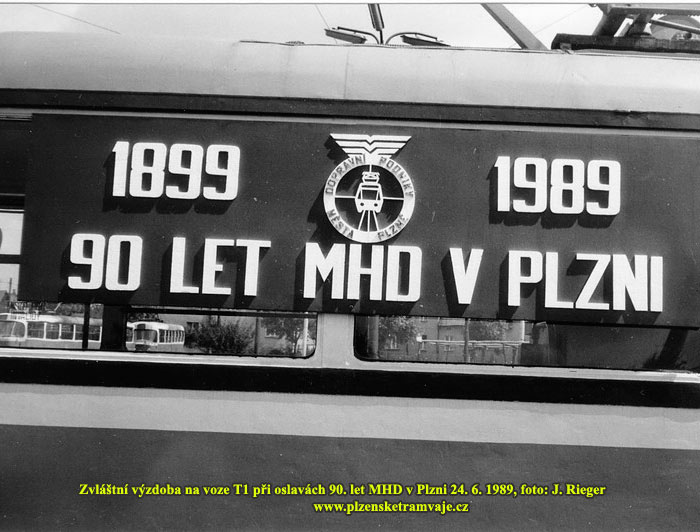 1899 1989
DOPRAVNÍ PODNIKY
MĚSTA PLZNĚ
90 LET MHD V PLZNI
Zvláštní výzdoba na voze T1 při oslavách 90. let MHD v Plzni 24. 6. 1989, foto: J. Rieger
www.plzensketramvaje.cz